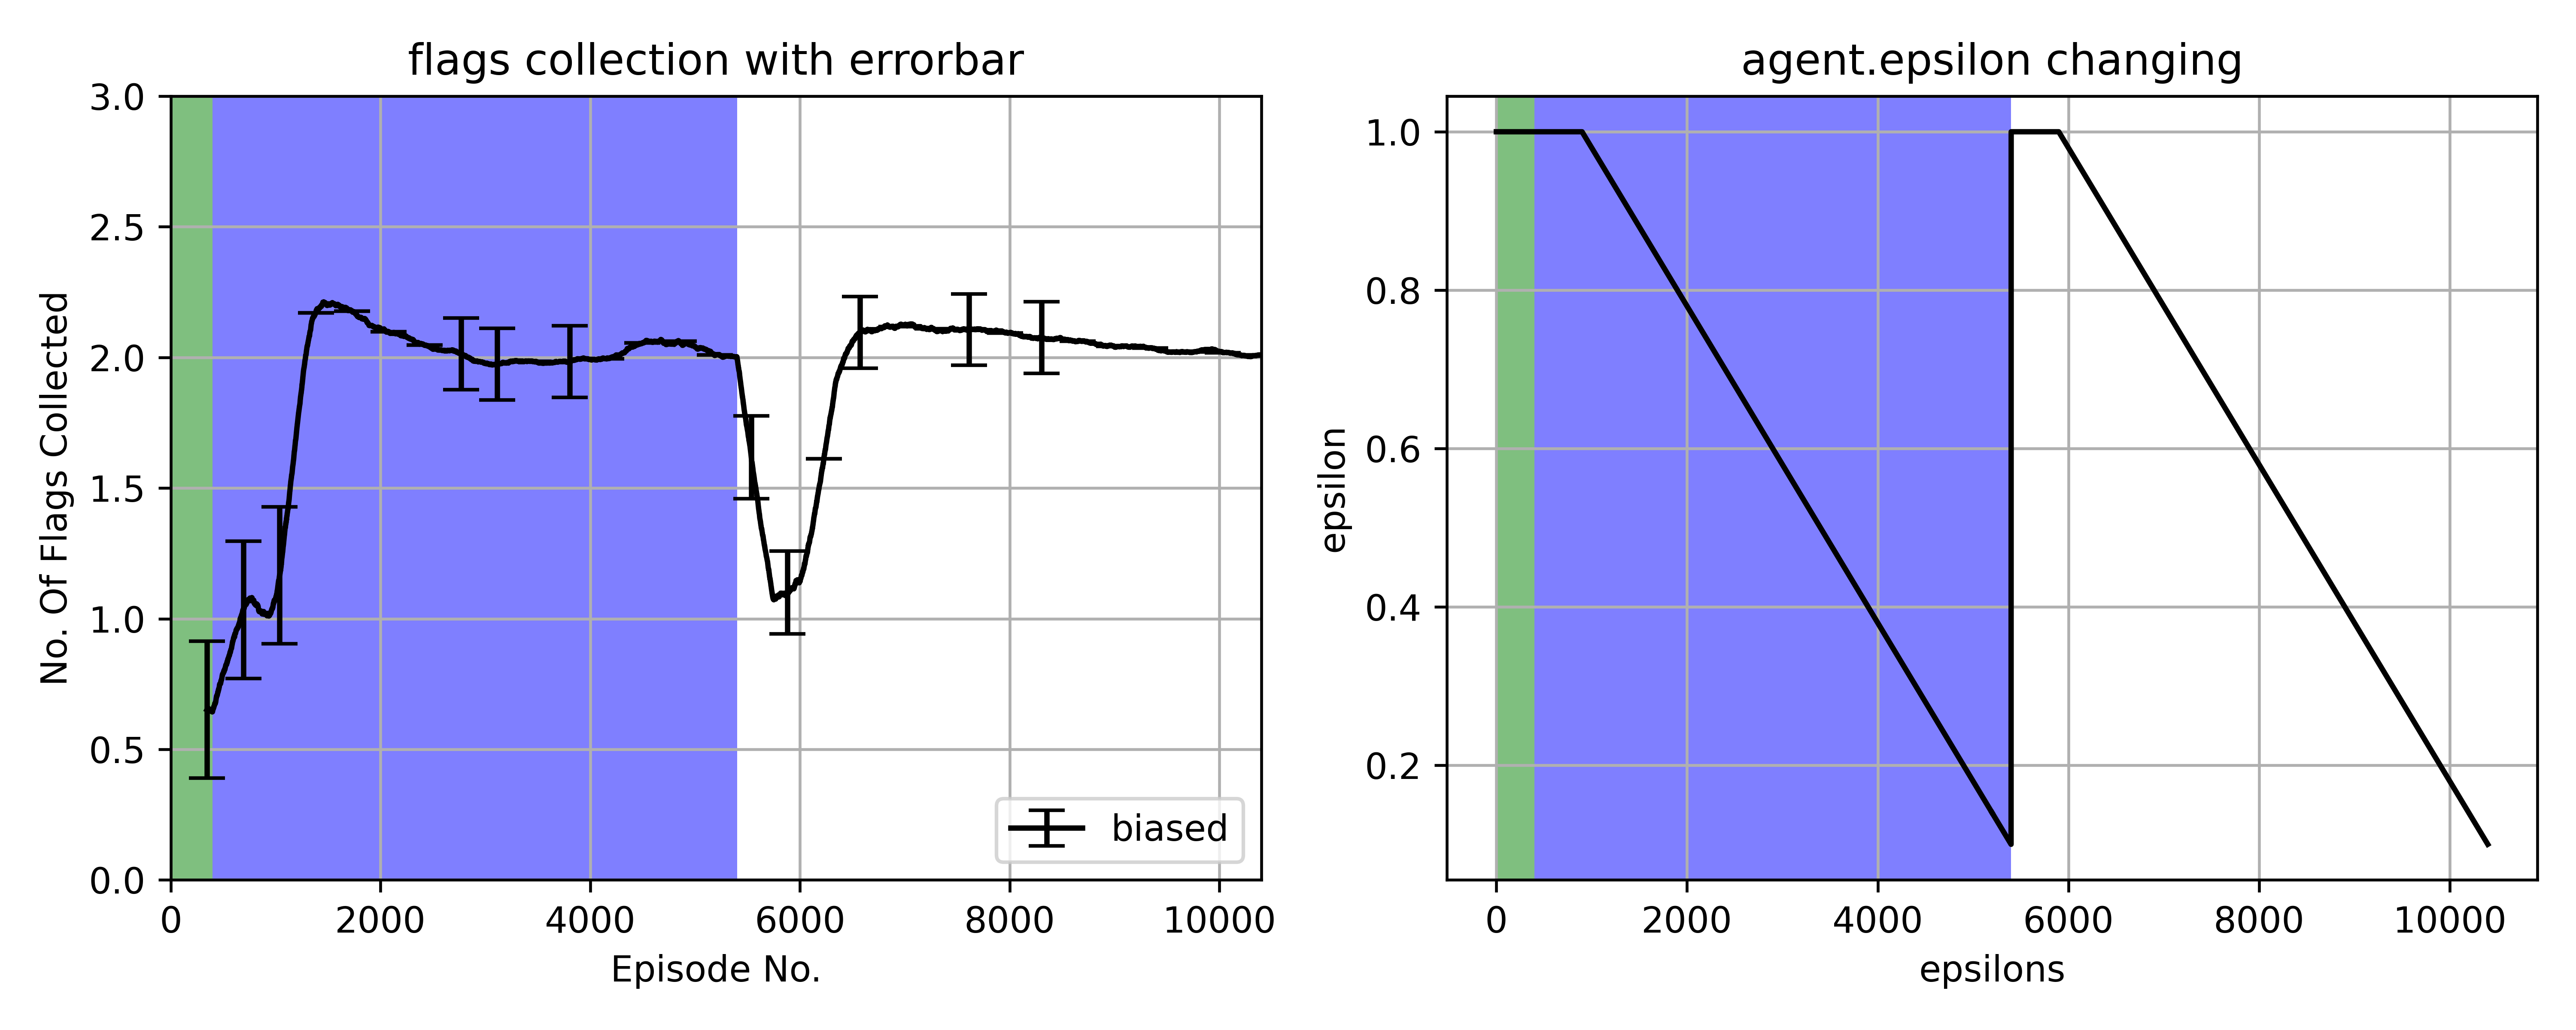 flags collection with errorbar
3.0
2.5
2.0
1.5
1.0
0.5
0.0
No. Of Flags Collected
0 2000 4000 6000 8000 10000
Episode No.
biased
agent.epsilon changing
1.0
0.8
0.6
0.4
0.2
epsilon
0 2000 4000 6000 8000 10000
epsilons